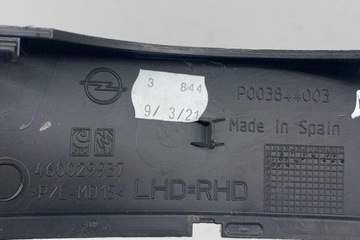 3 844
9/ 3/21
P003844003
Made in Spain
460029937
>P/E-MD15<
LHD=RHD